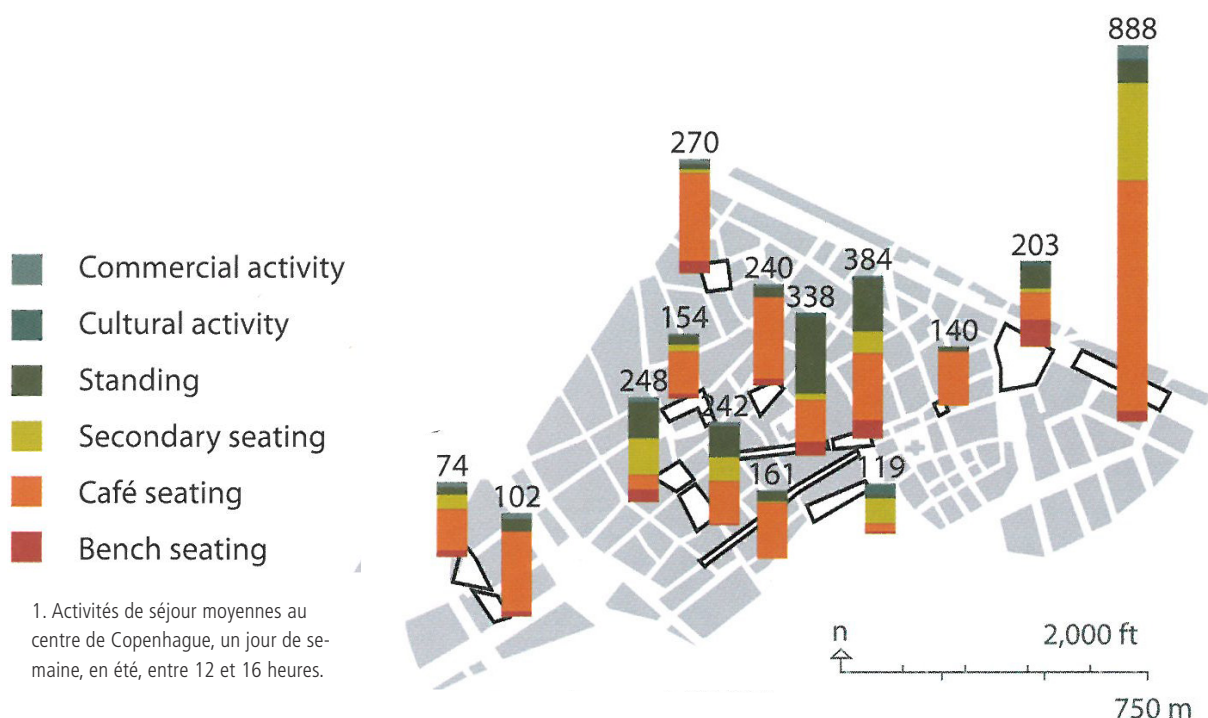 888
270
203
384
240
338
154
140
248
242
74
161
119
102
Commercial activity
Cultural activity
Standing
Secondary seating
Café seating
Bench seating
1. Activités de séjour moyennes au
centre de Copenhague, un jour de se-
maine, en été, entre 12 et 16 heures.
n
2,000 ft
750 m